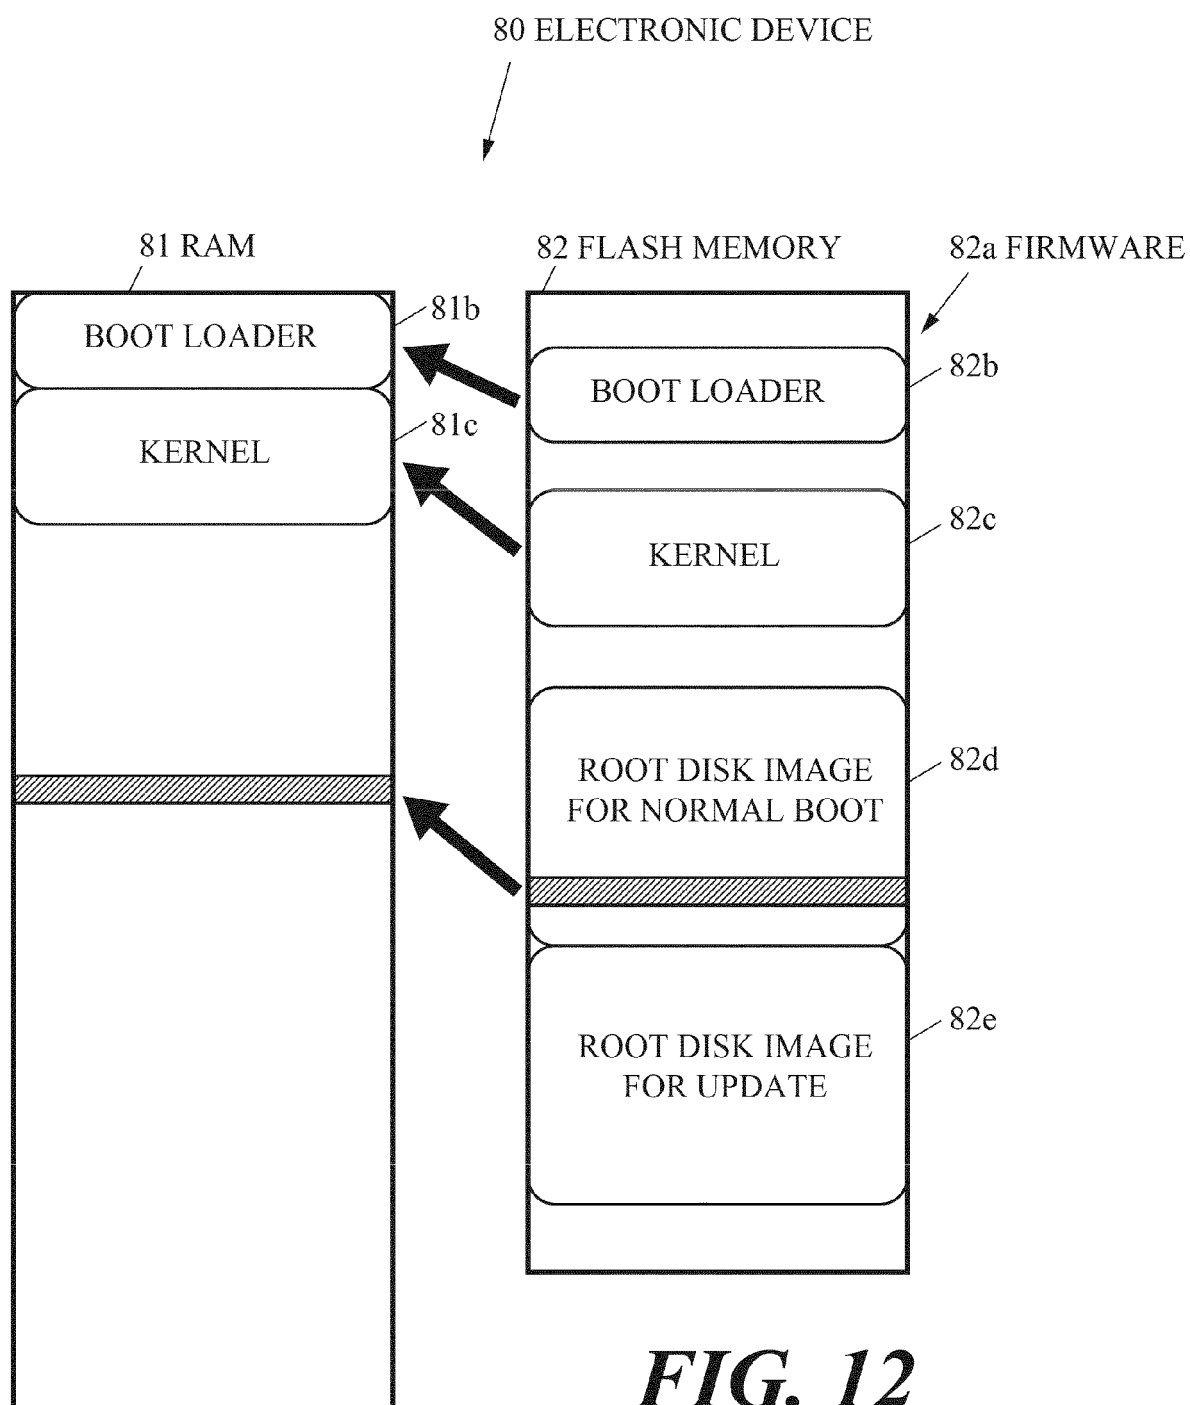 80 ELECTRONIC DEVICE
81 RAM
82 FLASH MEMORY
82a FIRMWARE
BOOT LOADER
81b
BOOT LOADER
82b
KERNEL
81c
KERNEL
82c
ROOT DISK IMAGE
FOR NORMAL BOOT
82d
ROOT DISK IMAGE
FOR UPDATE
82e
FIG. 12